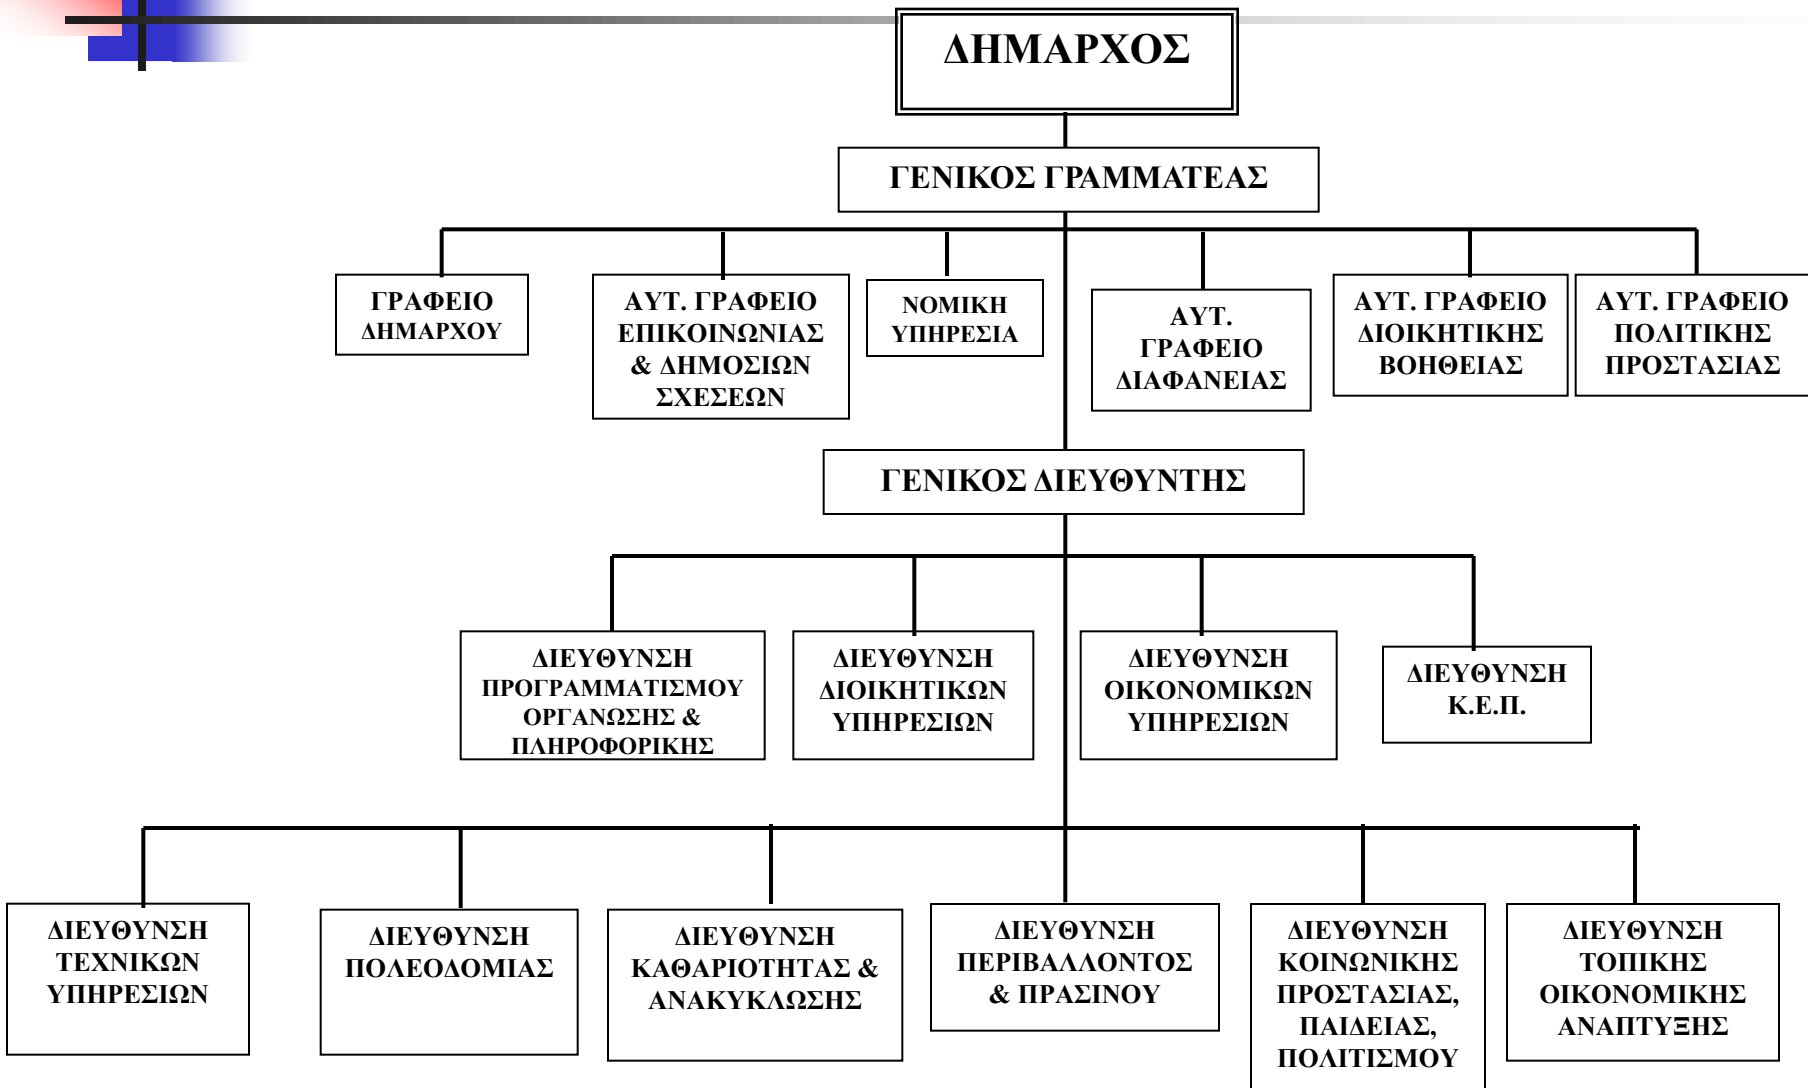 ΔΗΜΑΡΧΟΣ
ΓΕΝΙΚΟΣ ΓΡΑΜΜΑΤΕΑΣ
ΓΡΑΦΕΙΟ
ΔΗΜΑΡΧΟΥ
ΑΥΤ. ΓΡΑΦΕΙΟ
ΕΠΙΚΟΙΝΩΝΙΑΣ
& ΔΗΜΟΣΙΩΝ
ΣΧΕΣΕΩΝ
ΝΟΜΙΚΗ
ΥΠΗΡΕΣΙΑ
ΑΥΤ.
ΓΡΑΦΕΙΟ
ΔΙΑΦΑΝΕΙΑΣ
ΑΥΤ. ΓΡΑΦΕΙΟ
ΔΙΟΙΚΗΤΙΚΗΣ
ΒΟΗΘΕΙΑΣ
ΑΥΤ. ΓΡΑΦΕΙΟ
ΠΟΛΙΤΙΚΗΣ
ΠΡΟΣΤΑΣΙΑΣ
ΓΕΝΙΚΟΣ ΔΙΕΥΘΥΝΤΗΣ
ΔΙΕΥΘΥΝΣΗ
ΠΡΟΓΡΑΜΜΑΤΙΣΜΟΥ
ΟΡΓΑΝΩΣΗΣ &
ΠΛΗΡΟΦΟΡΙΚΗΣ
ΔΙΕΥΘΥΝΣΗ
ΔΙΟΙΚΗΤΙΚΩΝ
ΥΠΗΡΕΣΙΩΝ
ΔΙΕΥΘΥΝΣΗ
ΟΙΚΟΝΟΜΙΚΩΝ
ΥΠΗΡΕΣΙΩΝ
ΔΙΕΥΘΥΝΣΗ
Κ.Ε.Π.
ΔΙΕΥΘΥΝΣΗ
ΤΕΧΝΙΚΩΝ
ΥΠΗΡΕΣΙΩΝ
ΔΙΕΥΘΥΝΣΗ
ΠΟΛΕΟΔΟΜΙΑΣ
ΔΙΕΥΘΥΝΣΗ
ΚΑΘΑΡΙΟΤΗΤΑΣ &
ΑΝΑΚΥΚΛΩΣΗΣ
ΔΙΕΥΘΥΝΣΗ
ΠΕΡΙΒΑΛΛΟΝΤΟΣ
& ΠΡΑΣΙΝΟΥ
ΔΙΕΥΘΥΝΣΗ
ΚΟΙΝΩΝΙΚΗΣ
ΠΡΟΣΤΑΣΙΑΣ,
ΠΑΙΔΕΙΑΣ,
ΠΟΛΙΤΙΣΜΟΥ
ΔΙΕΥΘΥΝΣΗ
ΤΟΠΙΚΗΣ
ΟΙΚΟΝΟΜΙΚΗΣ
ΑΝΑΠΤΥΞΗΣ